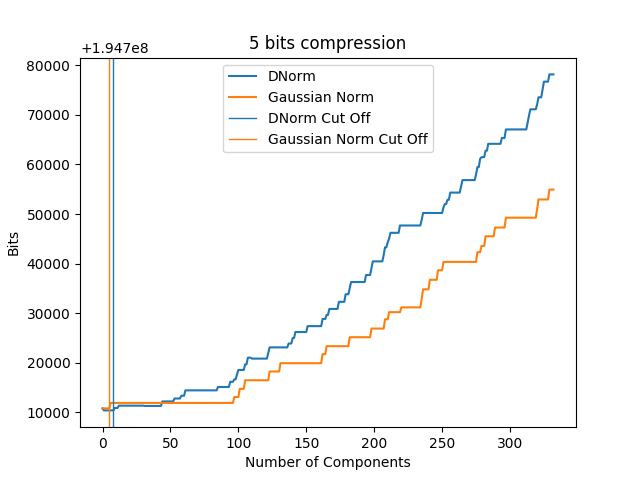 5 bits compression
+1.947e8
80000
70000
60000
50000
40000
30000
20000
10000
Bits
DNorm
Gaussian Norm
DNorm Cut Off
Gaussian Norm Cut Off
0 50 100 150 200 250 300
Number of Components